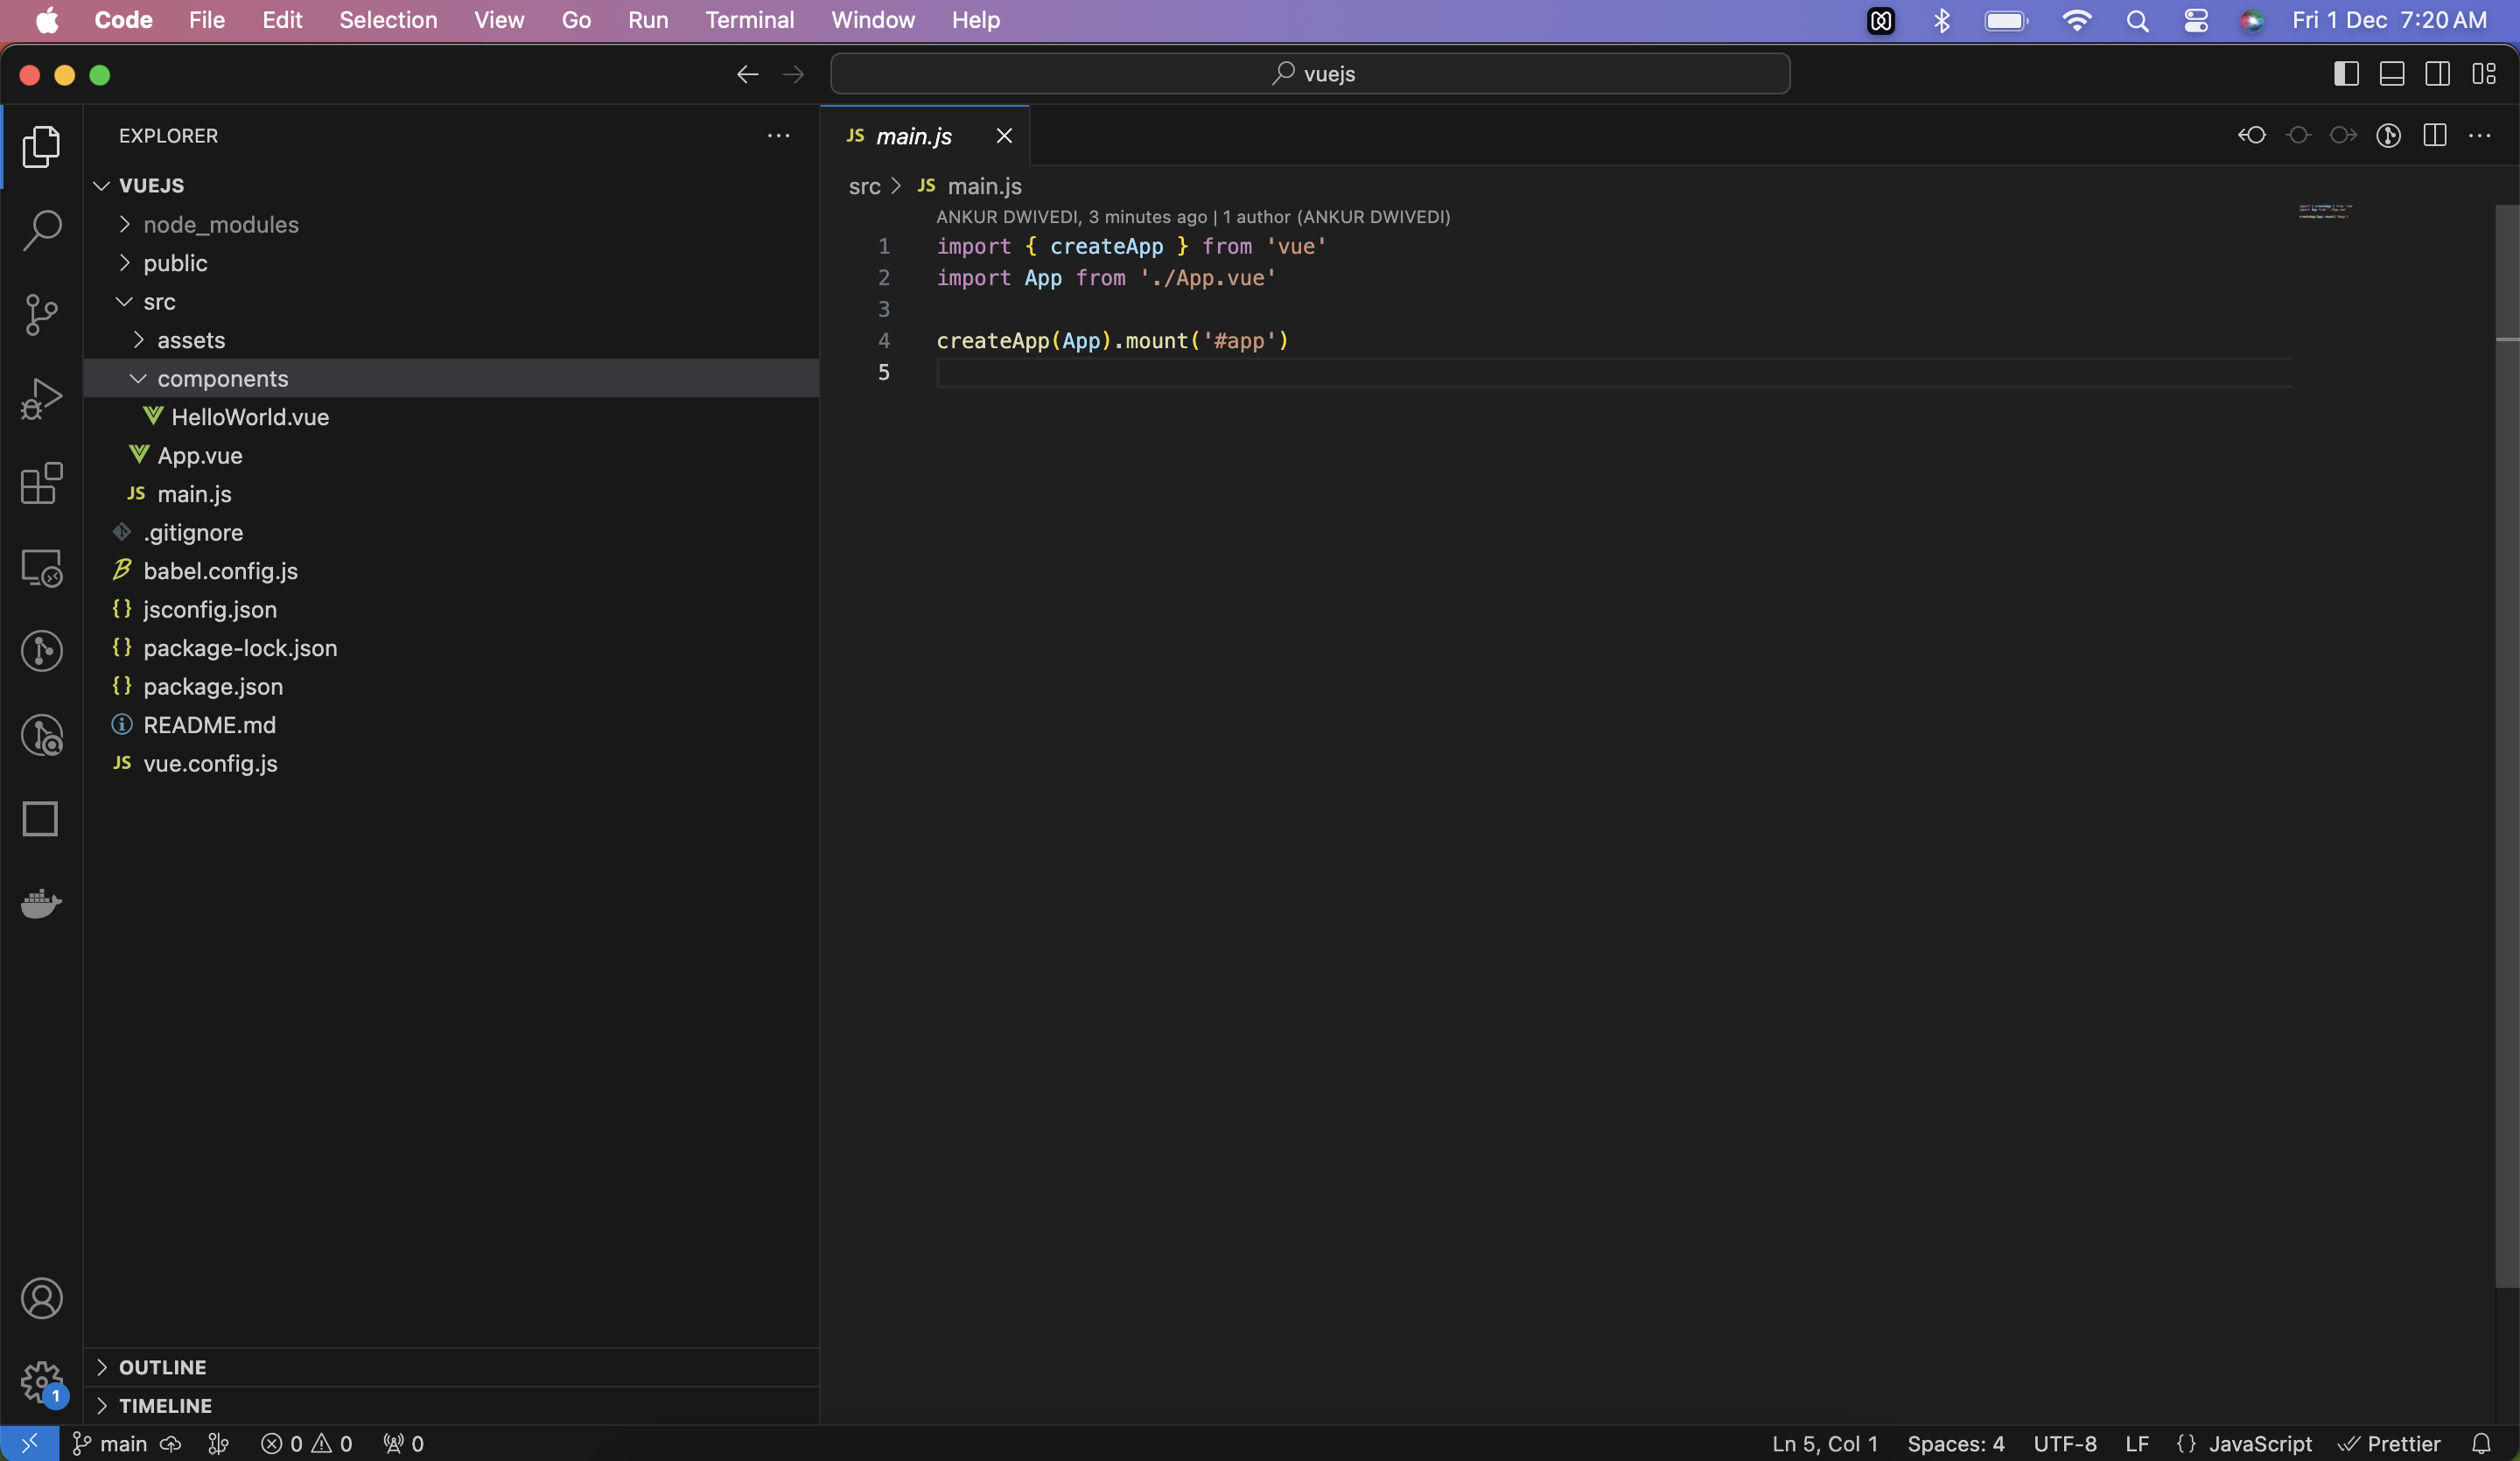 Code File Edit Selection View Go Run Terminal Window Help Fri 1 Dec 7:20 AM
vuejs
EXPLORER
VUEJS
node_modules
public
src
assets
components
HelloWorld.vue
App.vue
JS main.js
.gitignore
babel.config.js
{} jsconfig.json
{} package-lock.json
{} package.json
README.md
JS vue.config.js
OUTLINE
TIMELINE
JS main.js
src > JS main.js
ANKUR DWIVEDI, 3 minutes ago | 1 author (ANKUR DWIVEDI)
1 import { createApp } from 'vue'
2 import App from './App.vue'
3
4 createApp(App).mount('#app')
5
1
main 0 0 0 Ln 5, Col 1 Spaces: 4 UTF-8 LF {} JavaScript Prettier